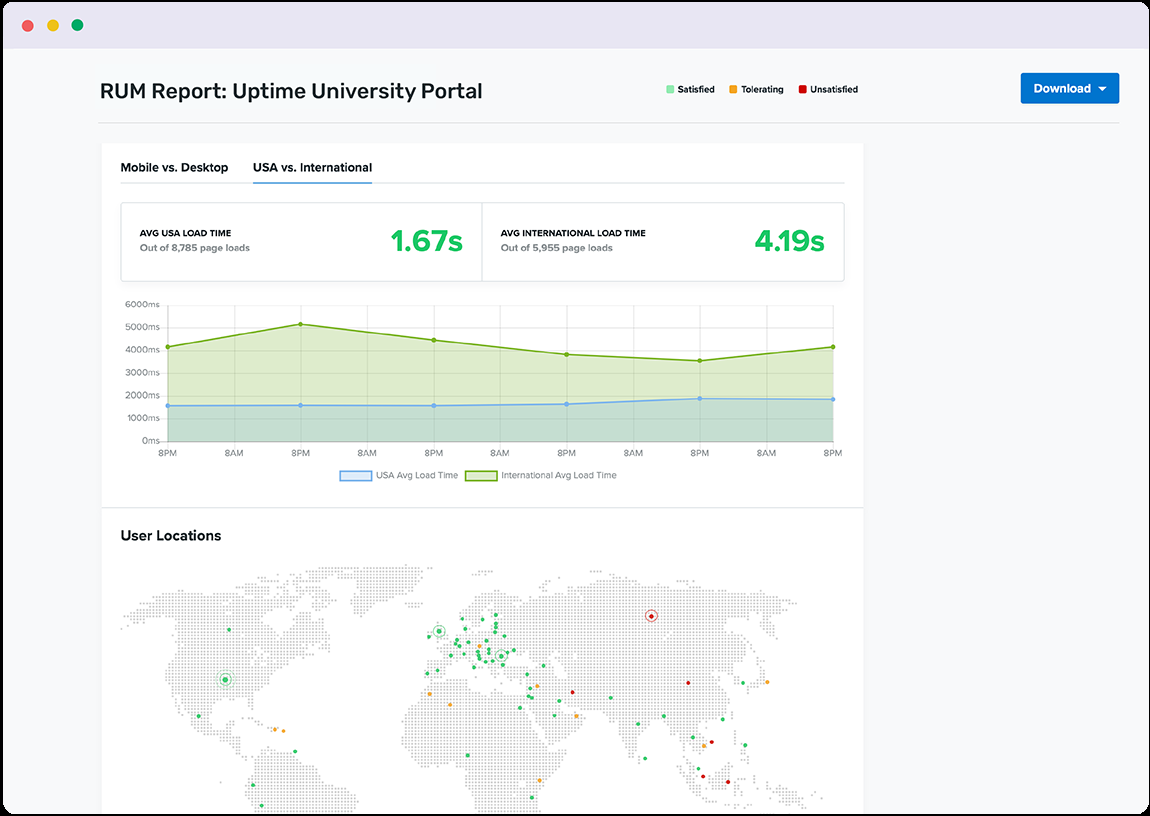 RUM Report: Uptime University Portal
Satisfied Tolerating Unsatisfied
Download
Mobile vs. Desktop USA vs. International
AVG USA LOAD TIME
Out of 8,785 page loads
1.67s
AVG INTERNATIONAL LOAD TIME
Out of 5,955 page loads
4.19s
6000ms
5000ms
4000ms
3000ms
2000ms
1000ms
0ms
8PM 8AM 8PM 8AM 8PM 8AM 8PM 8AM 8PM 8AM 8PM
USA Avg Load Time International Avg Load Time
User Locations